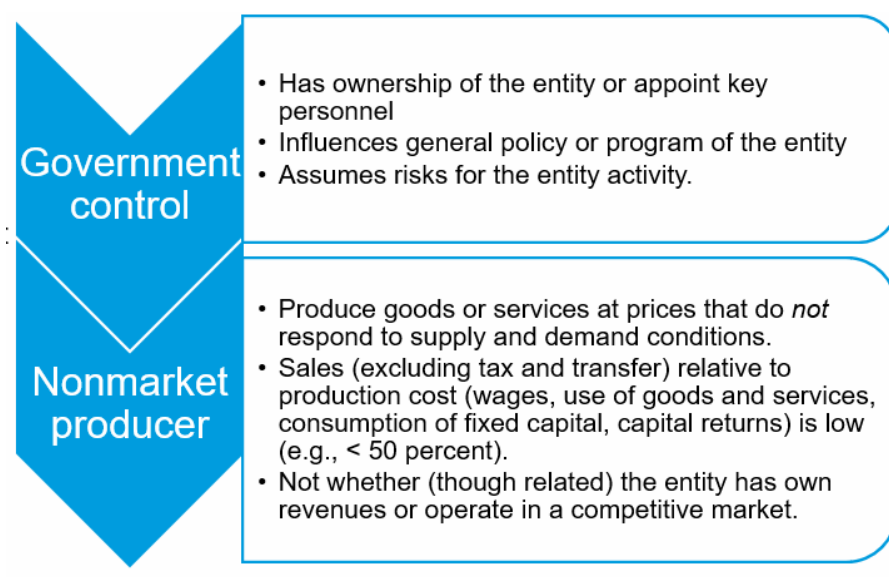 Government
control
• Has ownership of the entity or appoint key
personnel
• Influences general policy or program of the entity
• Assumes risks for the entity activity.
:
Nonmarket
producer
• Produce goods or services at prices that do not
respond to supply and demand conditions.
• Sales (excluding tax and transfer) relative to
production cost (wages, use of goods and services,
consumption of fixed capital, capital returns) is low
(e.g., < 50 percent).
• Not whether (though related) the entity has own
revenues or operate in a competitive market.